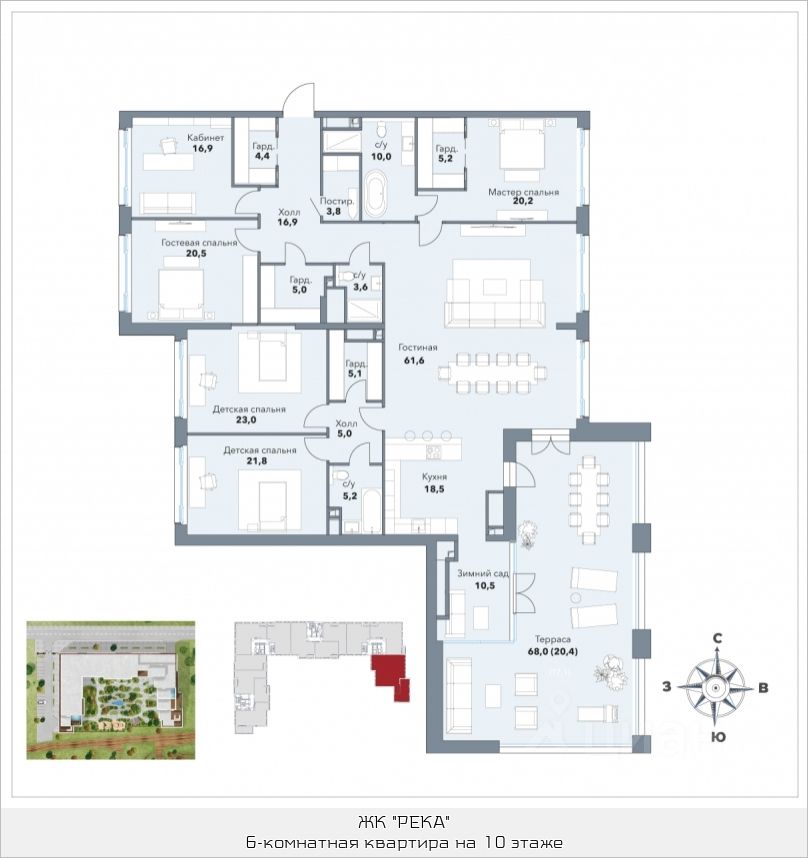 Кабинет
16,9
Гард.
4,4
с/у
10,0
Гард.
5,2
Мастер спальня
20,2
Постир.
3,8
Холл
16,9
Гостевая спальня
20,5
Гард.
5,0
с/у
3,6
Гостиная
61,6
Гард.
5,1
Детская спальня
23,0
Холл
5,0
Детская спальня
21,8
с/у
5,2
Кухня
18,5
Зимний сад
10,5
Терраса
68,0 (20,4)
С
З
В
Ю
ЖК "РЕКА"
6-комнатная квартира на 10 этаже